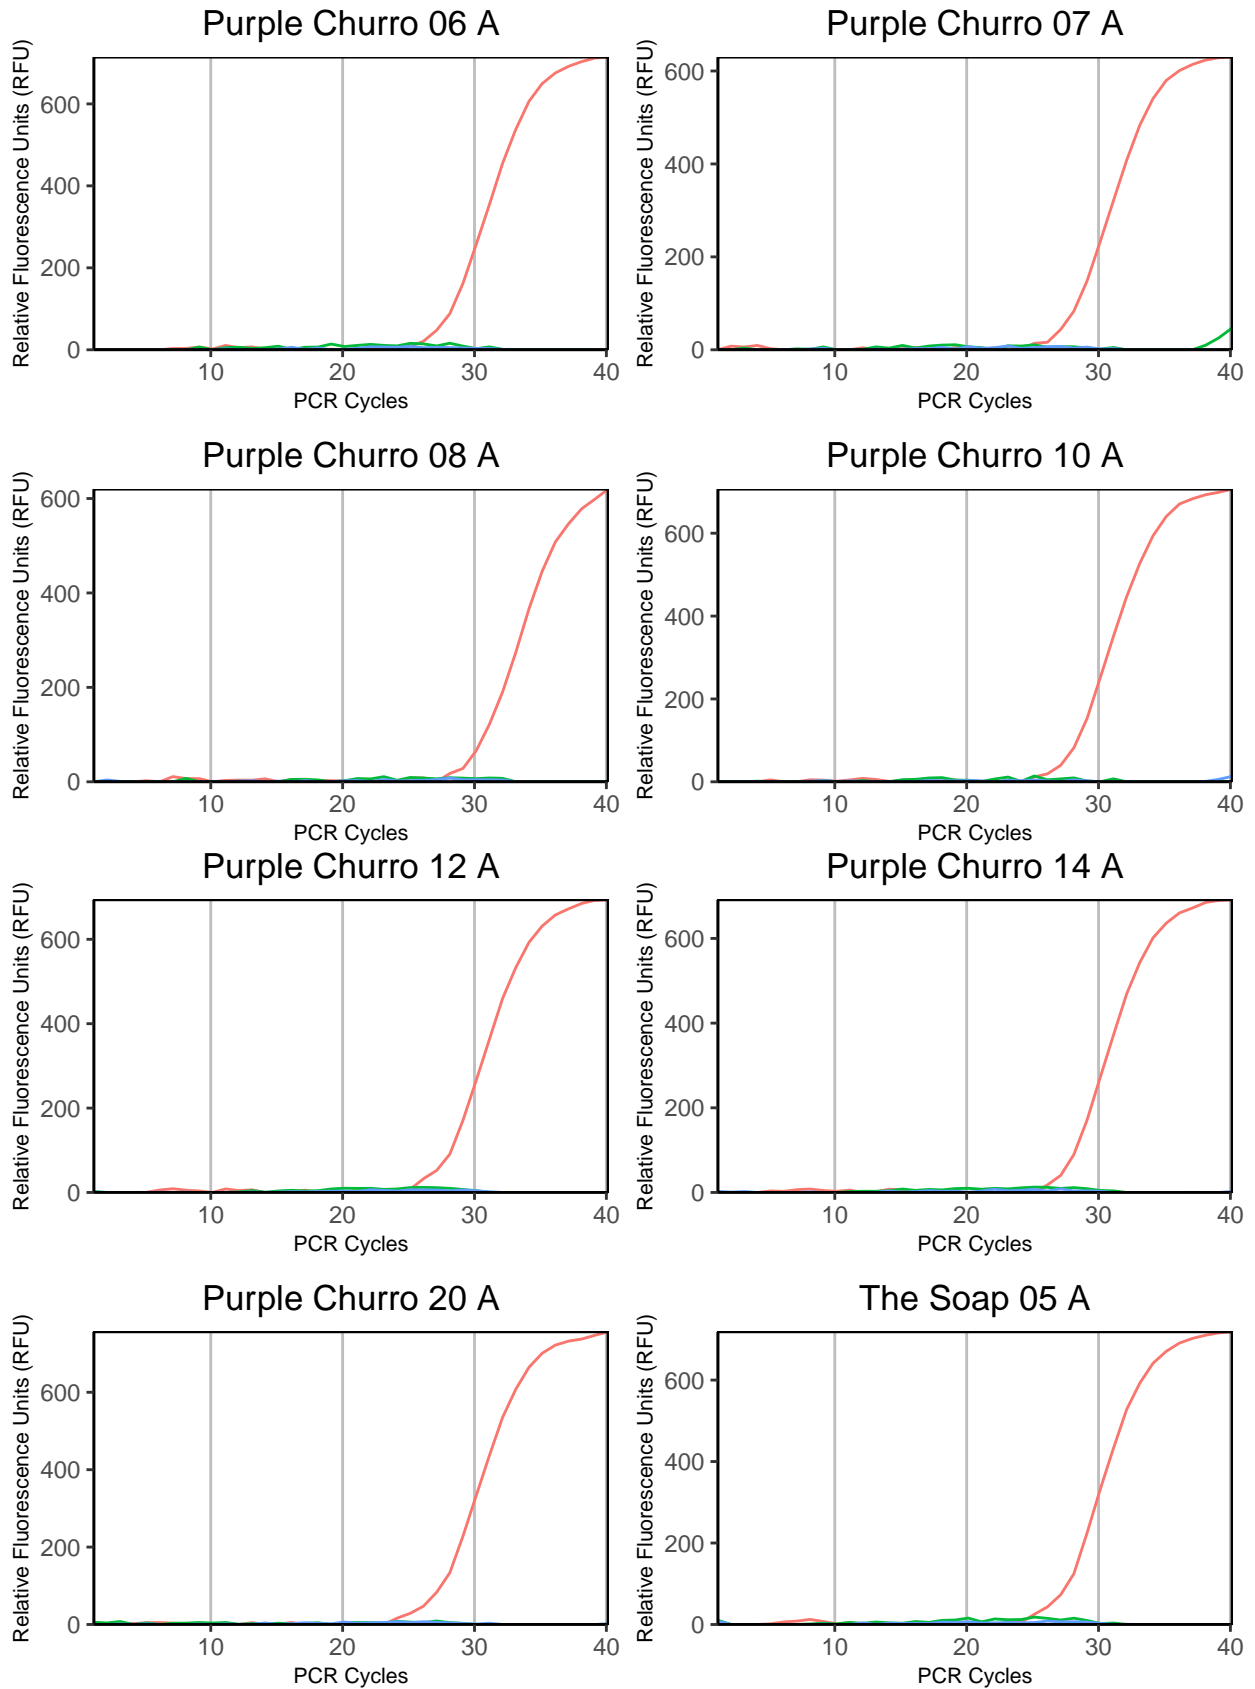 Purple Churro 06 A
Relative Fluorescence Units (RFU)
600
400
200
0
10 20 30 40
PCR Cycles
Purple Churro 07 A
Relative Fluorescence Units (RFU)
600
400
200
0
10 20 30 40
PCR Cycles
Purple Churro 08 A
Relative Fluorescence Units (RFU)
600
400
200
0
10 20 30 40
PCR Cycles
Purple Churro 10 A
Relative Fluorescence Units (RFU)
600
400
200
0
10 20 30 40
PCR Cycles
Purple Churro 12 A
Relative Fluorescence Units (RFU)
600
400
200
0
10 20 30 40
PCR Cycles
Purple Churro 14 A
Relative Fluorescence Units (RFU)
600
400
200
0
10 20 30 40
PCR Cycles
Purple Churro 20 A
Relative Fluorescence Units (RFU)
600
400
200
0
10 20 30 40
PCR Cycles
The Soap 05 A
Relative Fluorescence Units (RFU)
600
400
200
0
10 20 30 40
PCR Cycles